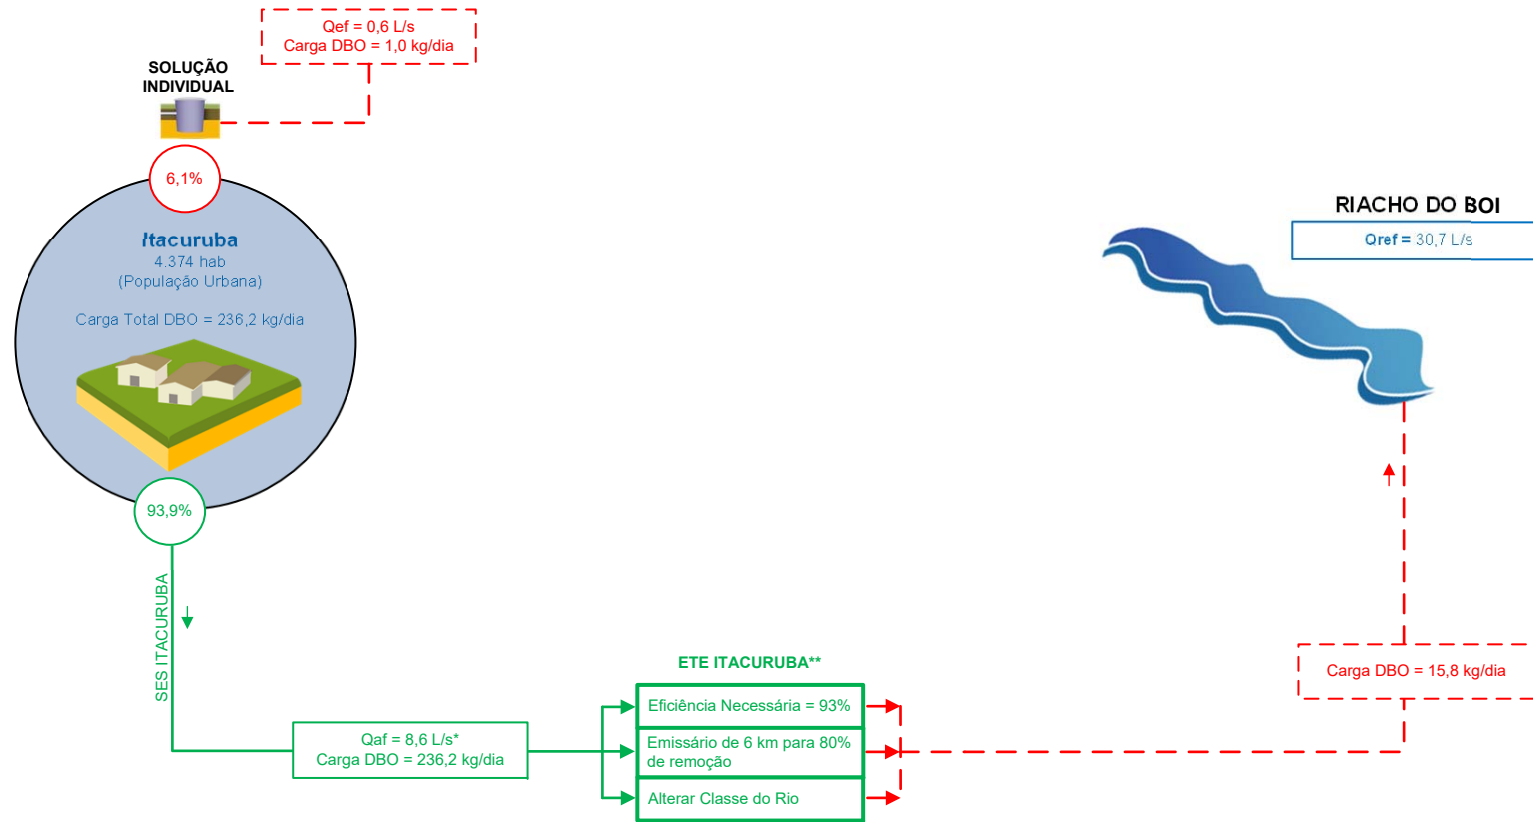 Qef = 0,6 L/s
Carga DBO = 1,0 kg/dia
SOLUÇÃO
INDIVIDUAL
6,1%
Itacuruba
4.374 hab
(População Urbana)
Carga Total DBO = 236,2 kg/dia
93,9%
SES ITACURUBA
Qaf = 8,6 L/s*
Carga DBO = 236,2 kg/dia
ETE ITACURUBA**
Eficiência Necessária = 93%
Emissário de 6 km para 80%
de remoção
Alterar Classe do Rio
RIACHO DO BOI
Qref = 30,7 L/s
Carga DBO = 15,8 kg/dia